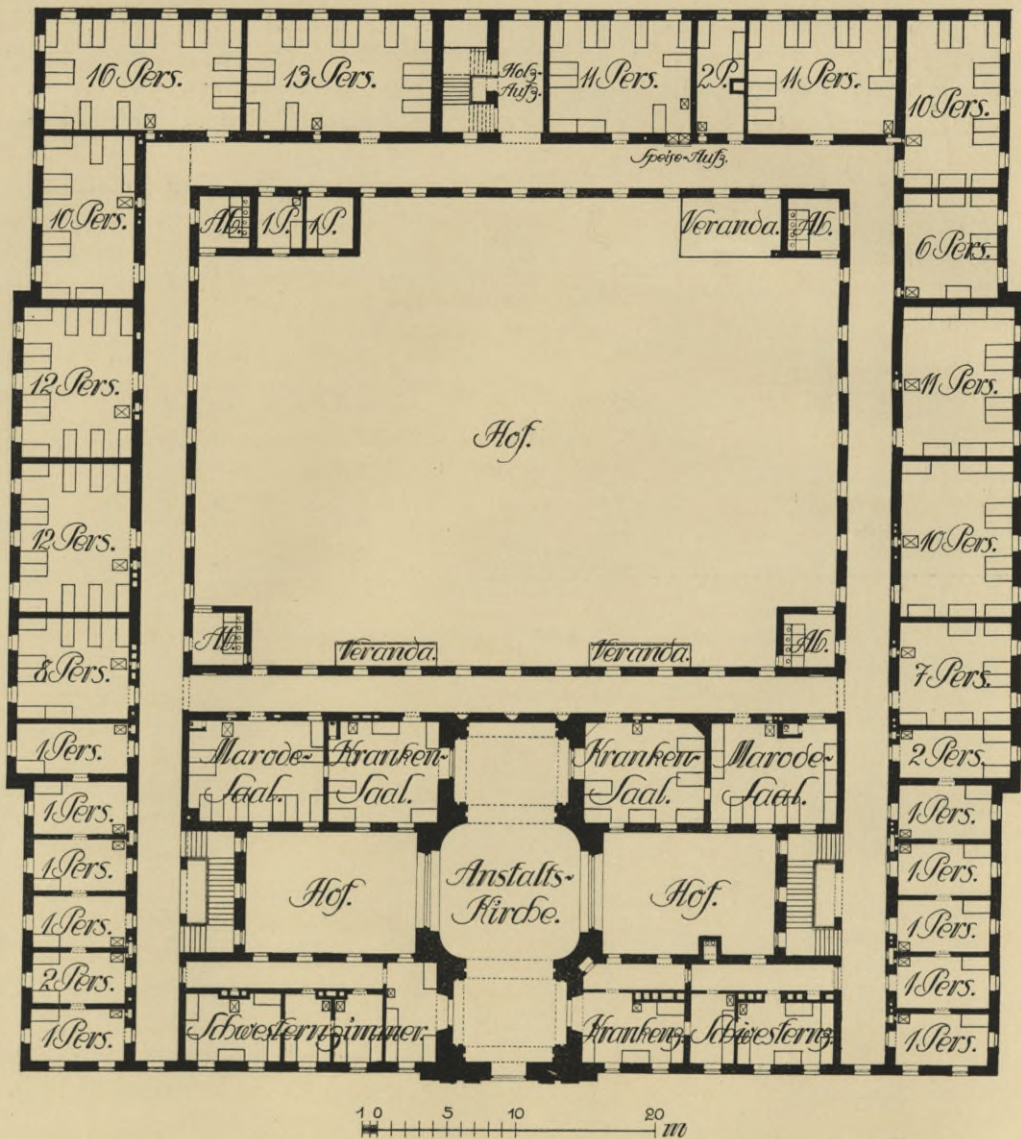 16 Pers.
13 Pers.
Holz-
Aufz.
11 Pers.
2 P.
11 Pers.
10 Pers.
Speise-Aufz.
10 Pers.
Ab.
1 P.
1 P.
Veranda.
Ab.
6 Pers.
12 Pers.
11 Pers.
Hof.
12 Pers.
10 Pers.
Ab.
Veranda.
Veranda.
Ab.
8 Pers.
7 Pers.
1 Pers.
Marode-
Saal.
Kranken-
Saal.
Kranken-
Saal.
Marode-
Saal.
2 Pers.
1 Pers.
1 Pers.
1 Pers.
1 Pers.
Hof.
Anstalts-
Kirche.
Hof.
1 Pers.
1 Pers.
2 Pers.
1 Pers.
1 Pers.
Schwesternzimmer.
Krankenz.
Schwesternz.
1 Pers.
1 0 5 10 20 m